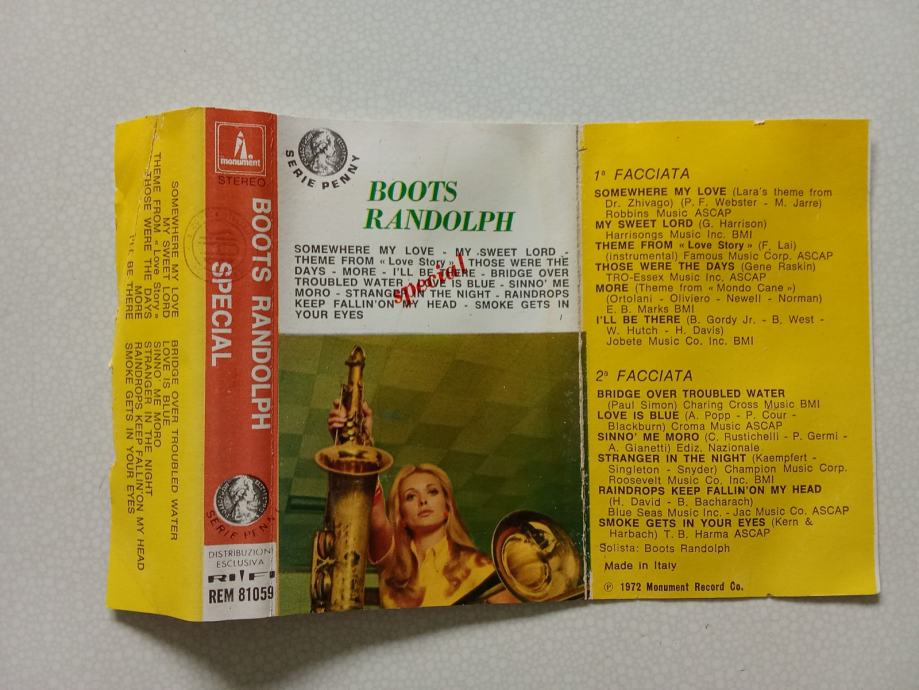 SOMEWHERE MY LOVE
MY SWEET LORD
THEME FROM « Love Story »
THOSE WERE THE DAYS
MORE
I'LL BE THERE
BRIDGE OVER TROUBLED WATER
LOVE IS BLUE
SINNO' ME MORO
STRANGER IN THE NIGHT
RAINDROPS KEEP FALLIN'ON MY HEAD
SMOKE GETS IN YOUR EYES
monument
STEREO
BOOTS RANDOLPH
SPECIAL
SERIE PENNY
DISTRIBUZIONE
ESCLUSIVA
RI-FI
REM 81059
SERIE PENNY
BOOTS
RANDOLPH
special
SOMEWHERE MY LOVE - MY SWEET LORD -
THEME FROM « Love Story » - THOSE WERE THE
DAYS - MORE - I'LL BE THERE - BRIDGE OVER
TROUBLED WATER - LOVE IS BLUE - SINNO' ME
MORO - STRANGER IN THE NIGHT - RAINDROPS
KEEP FALLIN'ON MY HEAD - SMOKE GETS IN
YOUR EYES
1ª FACCIATA
SOMEWHERE MY LOVE (Lara's theme from
Dr. Zhivago) (P. F. Webster - M. Jarre)
Robbins Music ASCAP
MY SWEET LORD (G. Harrison)
Harrisongs Music Inc. BMI
THEME FROM « Love Story » (F. Lai)
(instrumental) Famous Music Corp. ASCAP
THOSE WERE THE DAYS (Gene Raskin)
TRO-Essex Music Inc. ASCAP
MORE (Theme from « Mondo Cane »)
(Ortolani - Oliviero - Newell - Norman)
E. B. Marks BMI
I'LL BE THERE (B. Gordy Jr. - B, West -
W. Hutch - H. Davis)
Jobete Music Co. Inc. BMI
2ª FACCIATA
BRIDGE OVER TROUBLED WATER
(Paul Simon) Charing Cross Music BMI
LOVE IS BLUE (A. Popp - P. Cour -
Blackburn) Croma Music ASCAP
SINNO' ME MORO (C. Rustichelli - P. Germi -
A. Gianetti) Ediz. Nazionale
STRANGER IN THE NIGHT (Kaempfert -
Singleton - Snyder) Champion Music Corp.
Roosevelt Music Co, Inc. BMI
RAINDROPS KEEP FALLIN'ON MY HEAD
(H. David - B. Bacharach)
Blue Seas Music Inc. - Jac Music Co. ASCAP
SMOKE GETS IN YOUR EYES (Kern &
Harbach) T. B. Harma ASCAP
Solista: Boots Randolph
Made in Italy
℗ 1972 Monument Record Co.